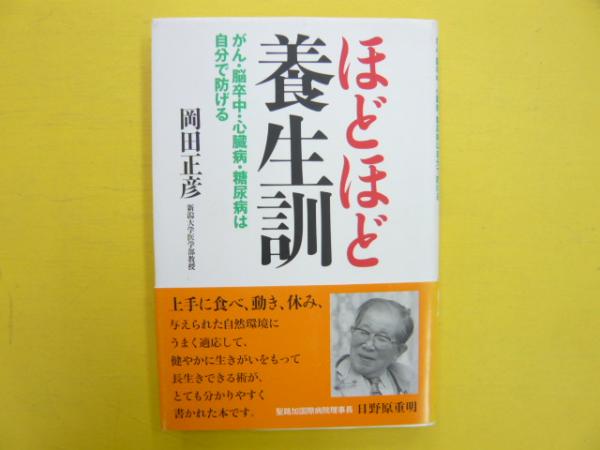 ほどほど
養生訓
がん・脳卒中・心臓病・糖尿病は
自分で防げる
岡田正彦
新潟大学医学部教授
上手に食べ、動き、休み、
与えられた自然環境に
うまく適応して、
健やかに生きがいをもって
長生きできる術が、
とても分かりやすく
書かれた本です。
聖路加国際病院理事長 日野原重明